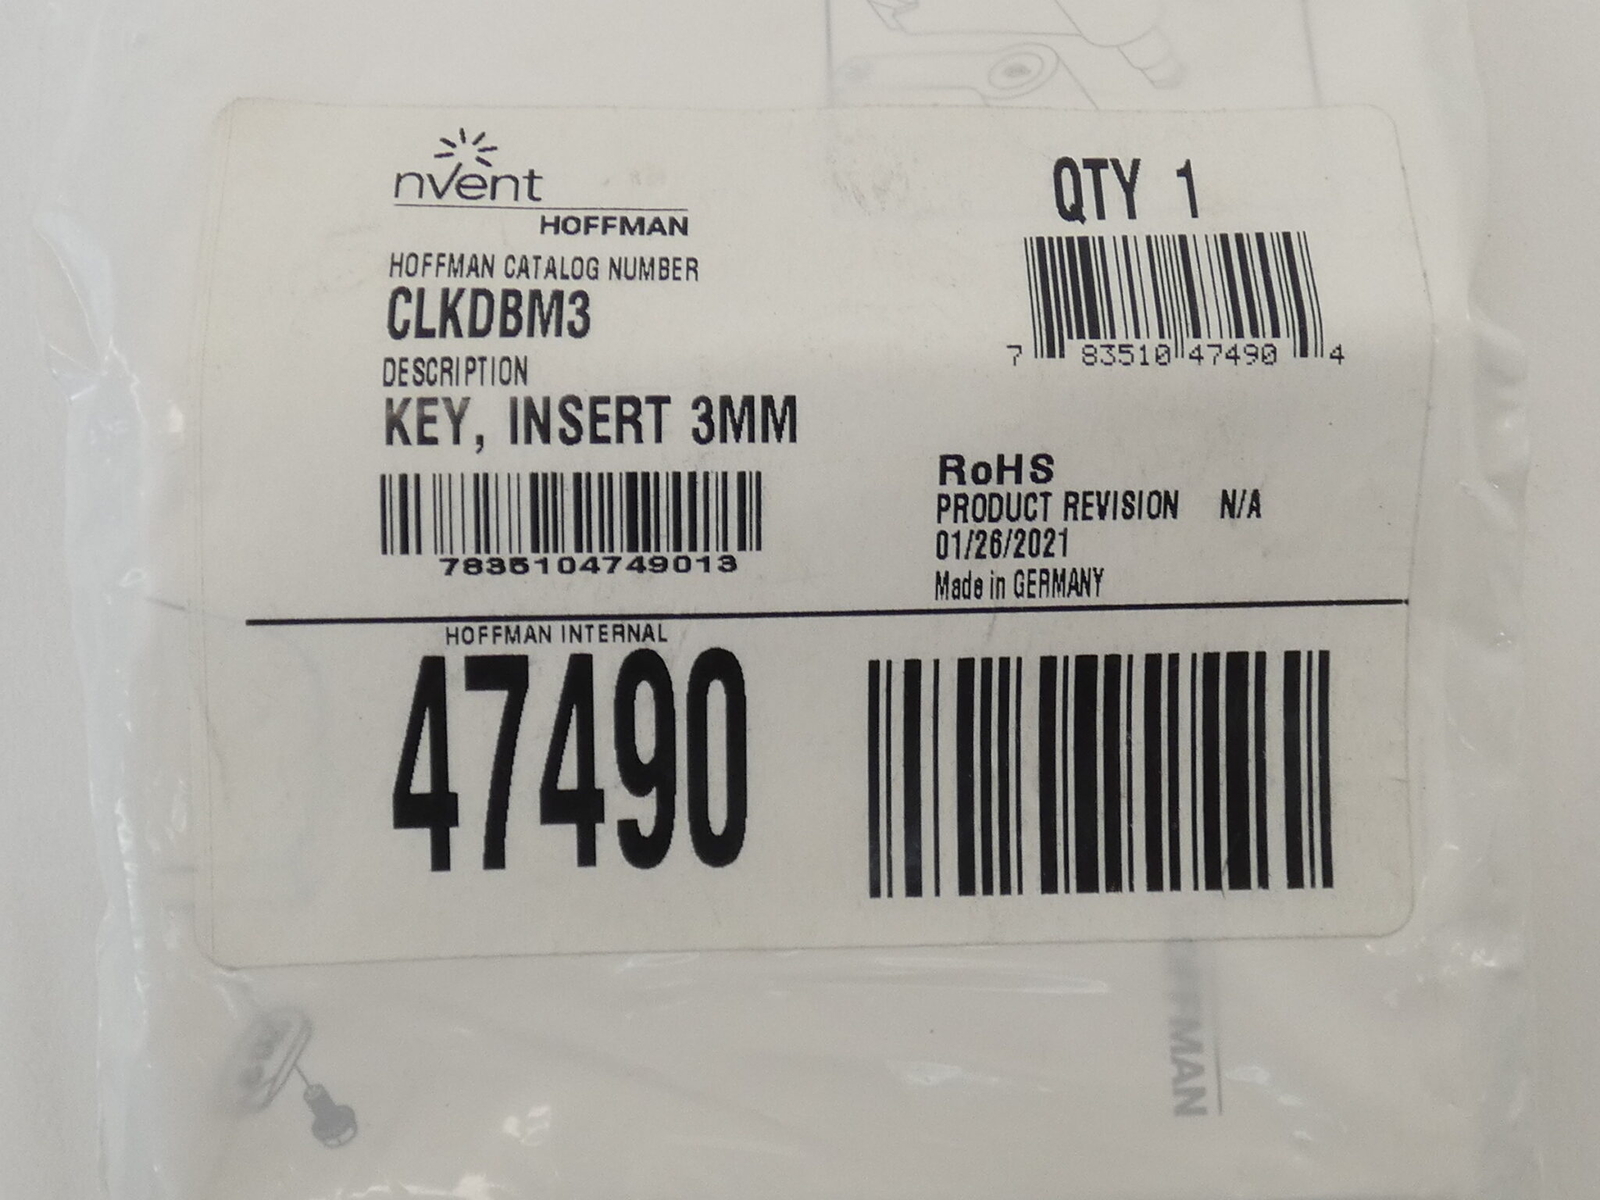 nvent
HOFFMAN
HOFFMAN CATALOG NUMBER
CLKDBM3
DESCRIPTION
KEY, INSERT 3MM
7835104749013
QTY 1
7 83510 47490 4
RoHS
PRODUCT REVISION N/A
01/26/2021
Made in GERMANY
HOFFMAN INTERNAL
47490